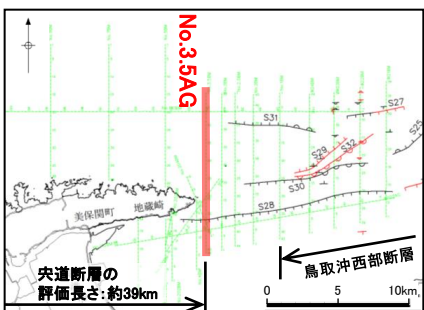 No.3.5AG
S27
S31
S25
S29
S32
S30
S28
美保関町 地蔵崎
宍道断層の
評価長さ:約39km
鳥取沖西部断層
0 5 10km